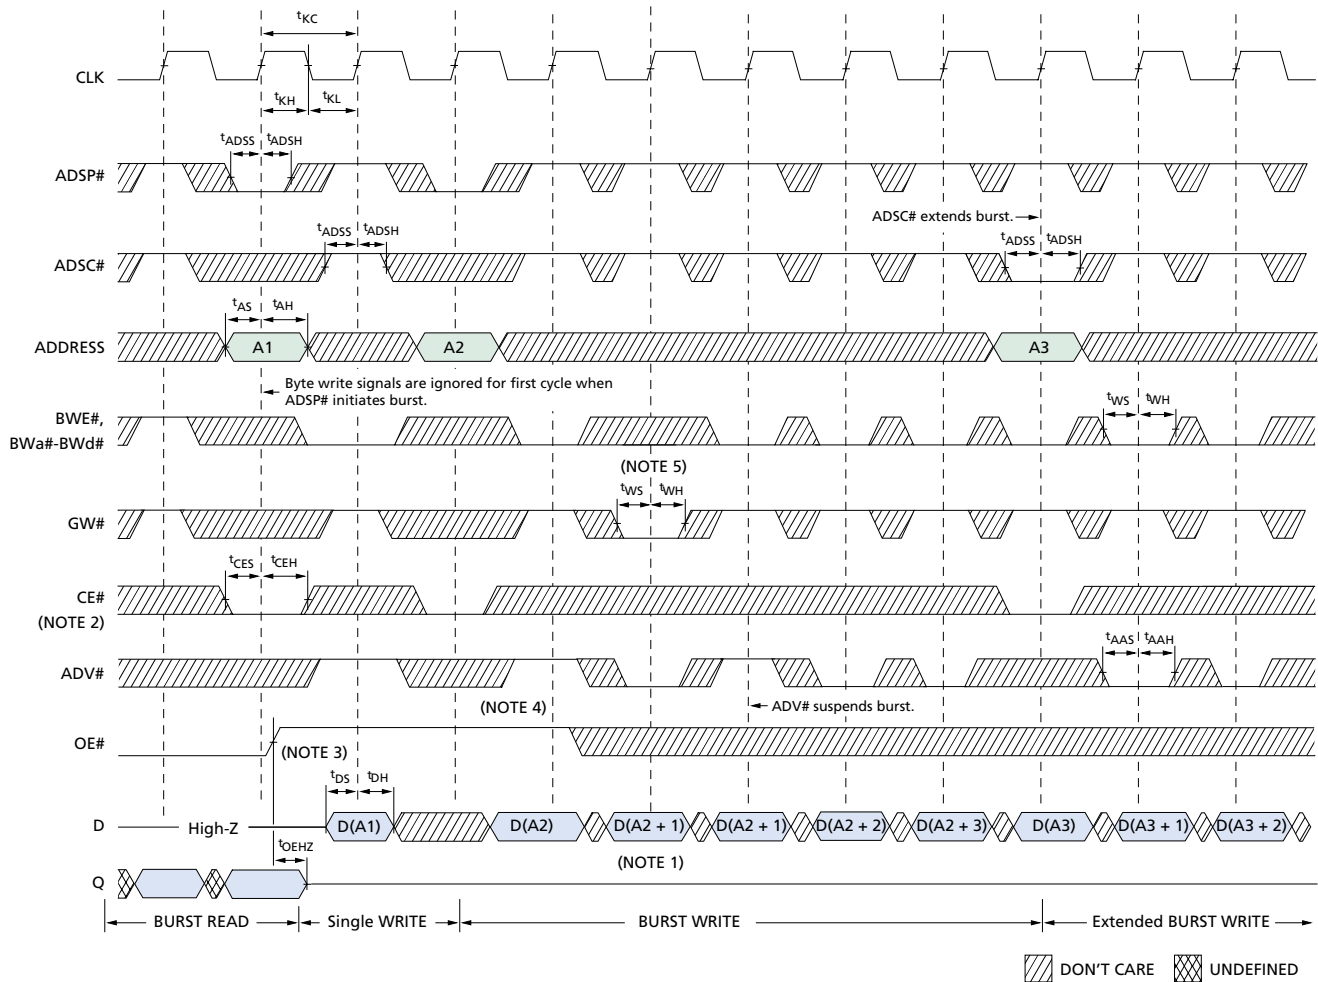 tKC
CLK
tKH
tKL
tADSS
tADSH
ADSP#
ADSC# extends burst.
tADSS
tADSH
tADSS
tADSH
ADSC#
tAS
tAH
ADDRESS
A1
A2
A3
Byte write signals are ignored for first cycle when
ADSP# initiates burst.
tWS
tWH
BWE#,
BWa#-BWd#
(NOTE 5)
tWS
tWH
GW#
tCES
tCEH
CE#
(NOTE 2)
tAAS
tAAH
ADV#
(NOTE 4)
ADV# suspends burst.
OE#
(NOTE 3)
tDS
tDH
D
High-Z
D(A1)
D(A2)
D(A2 + 1)
D(A2 + 1)
D(A2 + 2)
D(A2 + 3)
D(A3)
D(A3 + 1)
D(A3 + 2)
tOEHZ
(NOTE 1)
Q
BURST READ
Single WRITE
BURST WRITE
Extended BURST WRITE
DON'T CARE
UNDEFINED